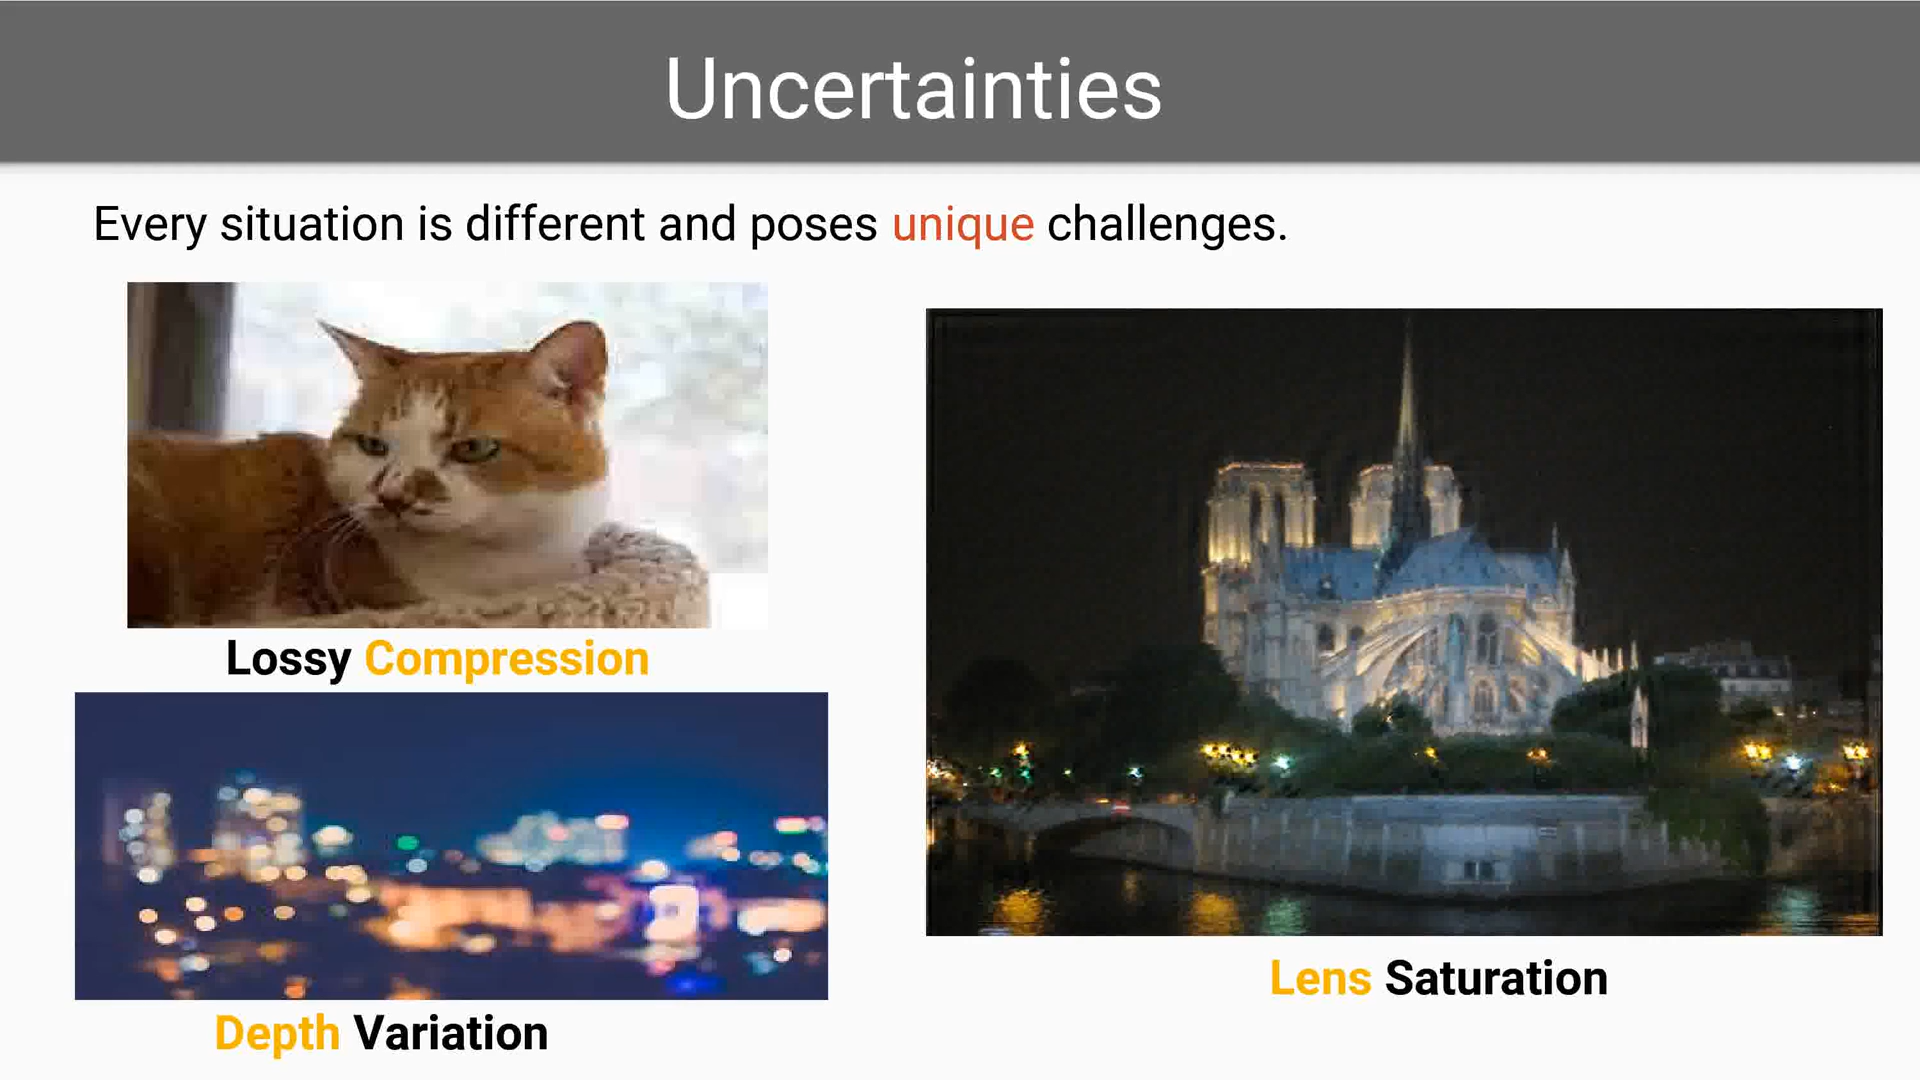 Uncertainties
Every situation is different and poses unique challenges.
Lossy Compression
Depth Variation
Lens Saturation